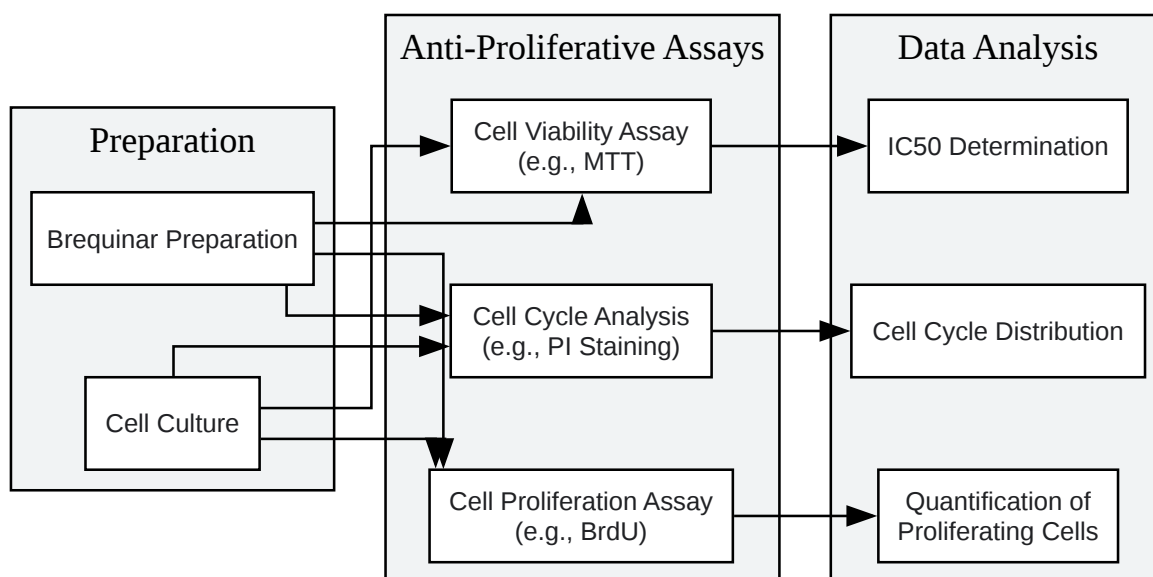 Preparation
Brequinar Preparation
Cell Culture
Anti-Proliferative Assays
Cell Viability Assay
(e.g., MTT)
Cell Cycle Analysis
(e.g., PI Staining)
Cell Proliferation Assay
(e.g., BrdU)
Data Analysis
IC50 Determination
Cell Cycle Distribution
Quantification of
Proliferating Cells